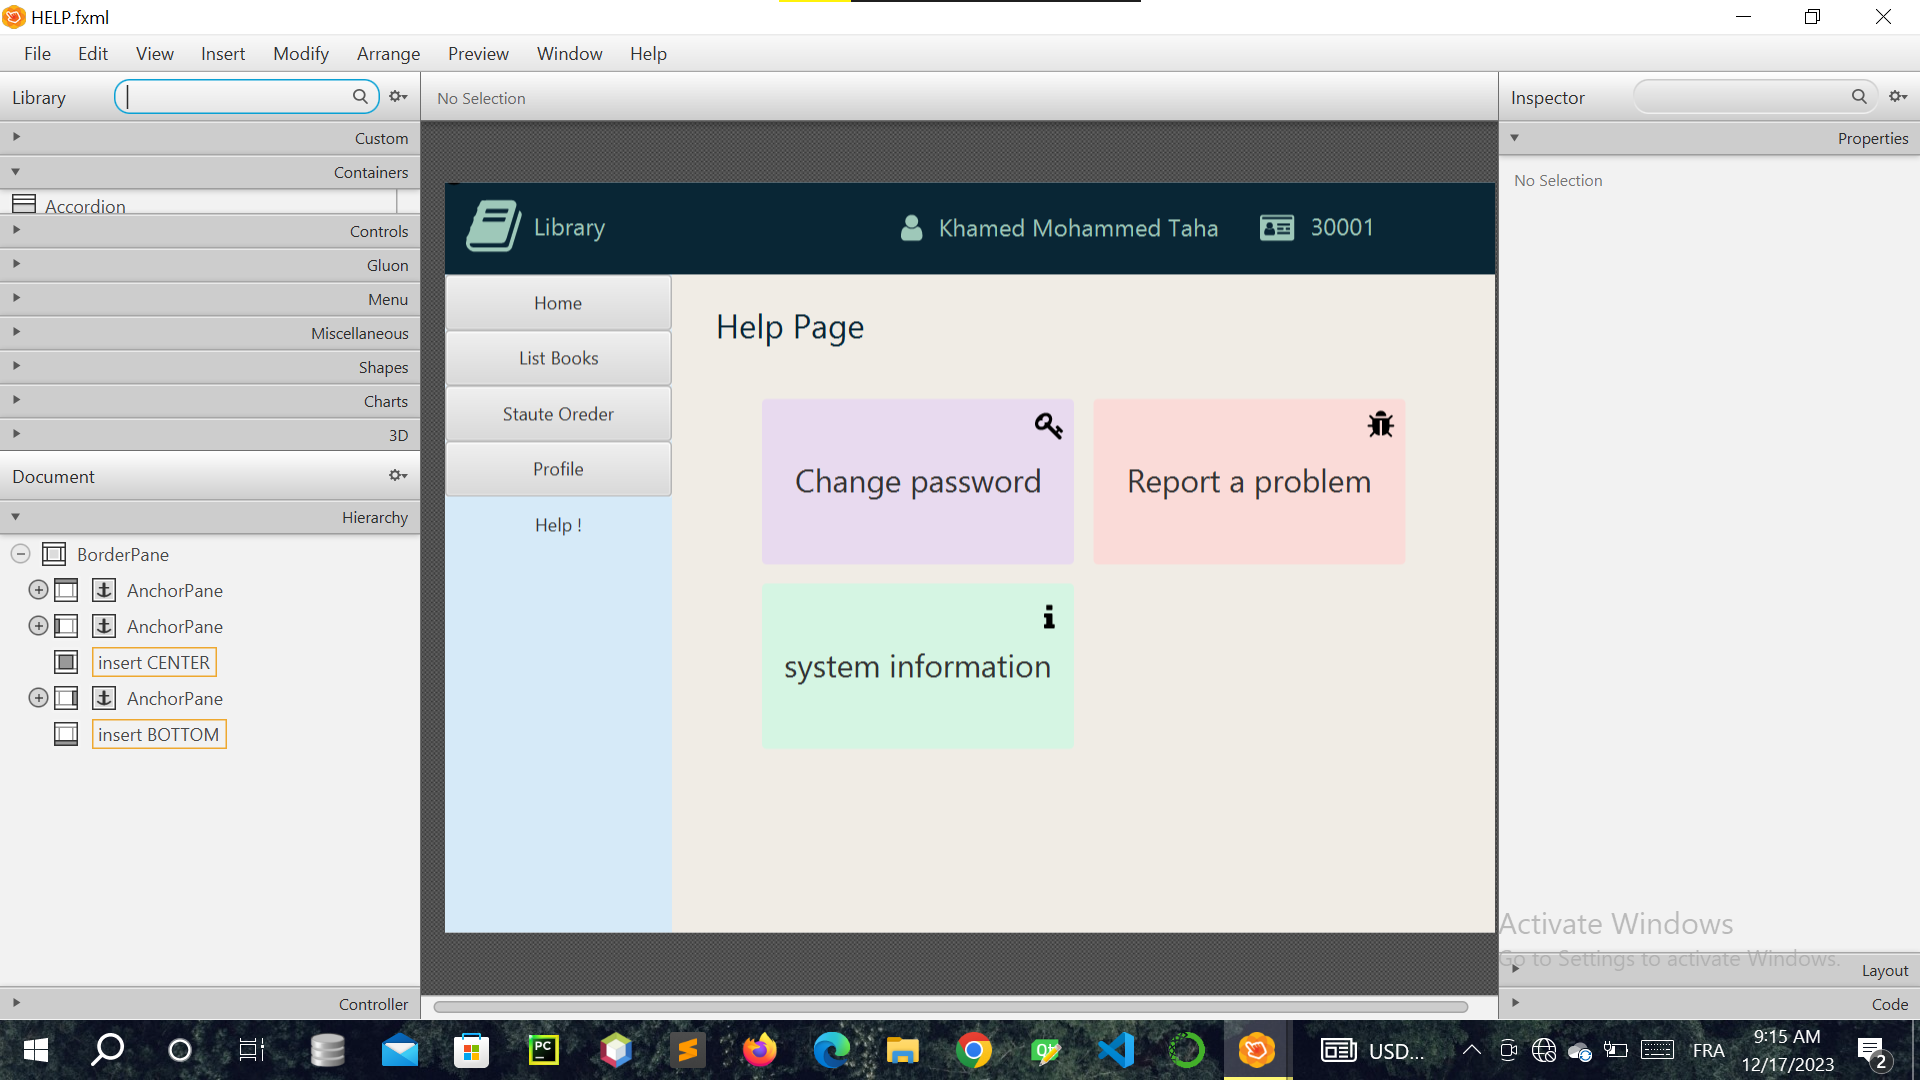 HELP.fxml
File Edit View Insert Modify Arrange Preview Window Help
Library
Custom
Containers
Accordion
Controls
Gluon
Menu
Miscellaneous
Shapes
Charts
3D
Document
Hierarchy
BorderPane
AnchorPane
AnchorPane
insert CENTER
AnchorPane
insert BOTTOM
Controller
No Selection
Library
Khamed Mohammed Taha
30001
Home
List Books
Staute Oreder
Profile
Help !
Help Page
Change password
Report a problem
system information
Inspector
Properties
No Selection
Activate Windows
Go to Settings to activate Windows.
Layout
Code
PC
Qt
USD...
FRA
9:15 AM
12/17/2023
2